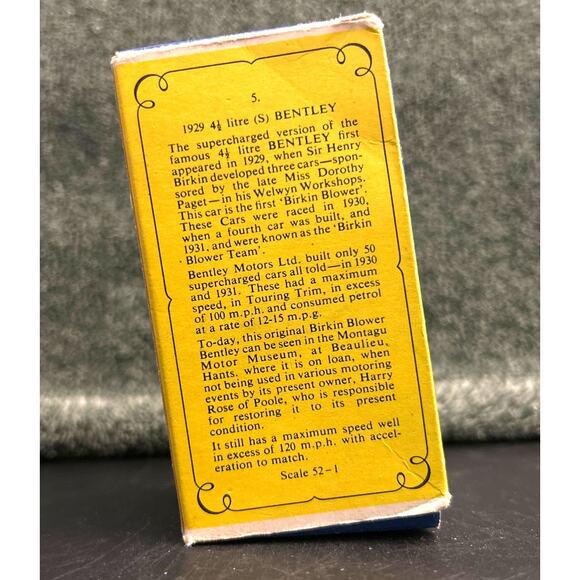 5.
1929 4½ litre (S) BENTLEY
The supercharged version of the
famous 4½ litre BENTLEY first
appeared in 1929, when Sir Henry
Birkin developed three cars—spon-
sored by the late Miss Dorothy
Paget—in his Welwyn Workshops.
This car is the first 'Birkin Blower'.
These Cars were raced in 1930,
when a fourth car was built, and
1931, and were known as the 'Birkin
Blower Team'.
Bentley Motors Ltd. built only 50
supercharged cars all told—in 1930
and 1931. These had a maximum
speed, in Touring Trim, in excess
of 100 m.p.h. and consumed petrol
at a rate of 12-15 m.p.g.
To-day, this original Birkin Blower
Bentley can be seen in the Montagu
Motor Museum, at Beaulieu,
Hants. where it is on loan, when
not being used in various motoring
events by its present owner, Harry
Rose of Poole, who is responsible
for restoring it to its present
condition.
It still has a maximum speed well
in excess of 120 m.p.h. with accel-
eration to match.
Scale 52-1